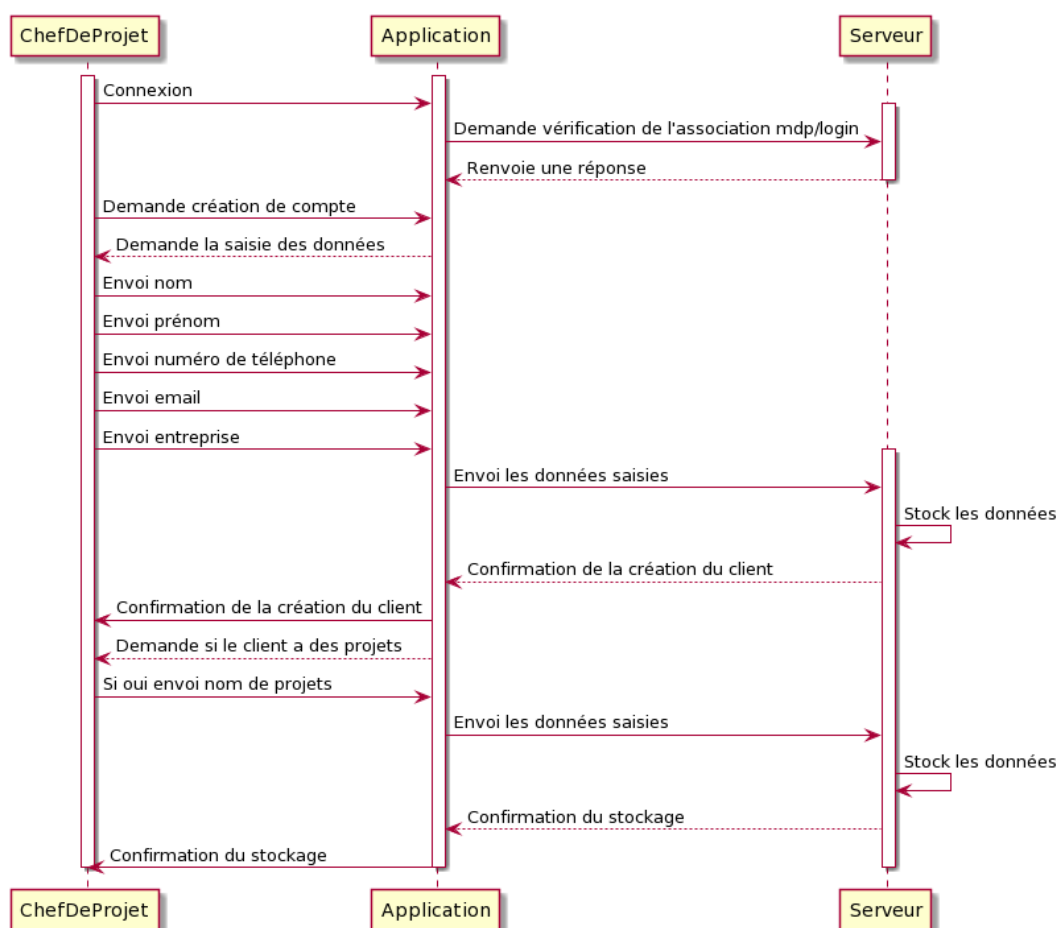 ChefDeProjet
Application
Serveur
Connexion
Demande vérification de l'association mdp/login
Renvoie une réponse
Demande création de compte
Demande la saisie des données
Envoi nom
Envoi prénom
Envoi numéro de téléphone
Envoi email
Envoi entreprise
Envoi les données saisies
Stock les données
Confirmation de la création du client
Confirmation de la création du client
Demande si le client a des projets
Si oui envoi nom de projets
Envoi les données saisies
Stock les données
Confirmation du stockage
Confirmation du stockage
ChefDeProjet
Application
Serveur